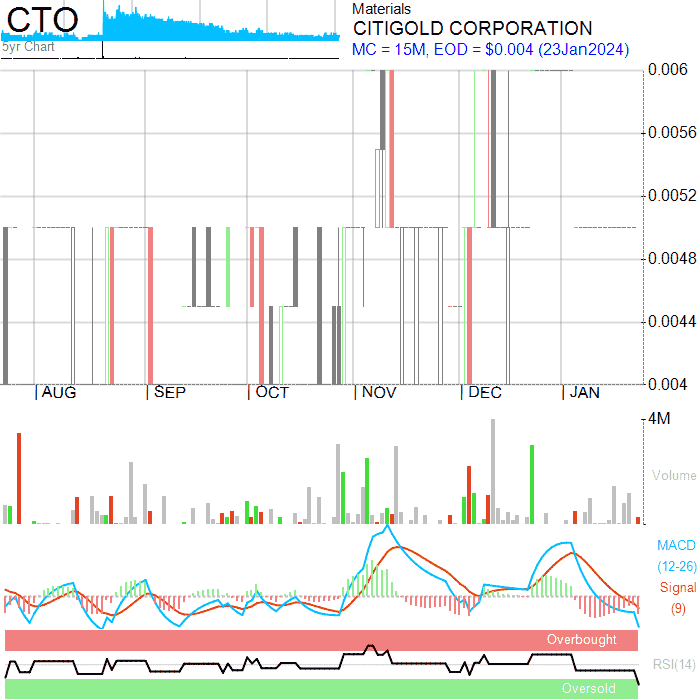 CTO
5yr Chart
Materials
CITIGOLD CORPORATION
MC = 15M, EOD = $0.004 (23Jan2024)
0.006
0.0056
0.0052
0.0048
0.0044
0.004
AUG SEP OCT NOV DEC JAN
4M
Volume
MACD
(12-26)
Signal
(9)
Overbought
RSI(14)
Oversold